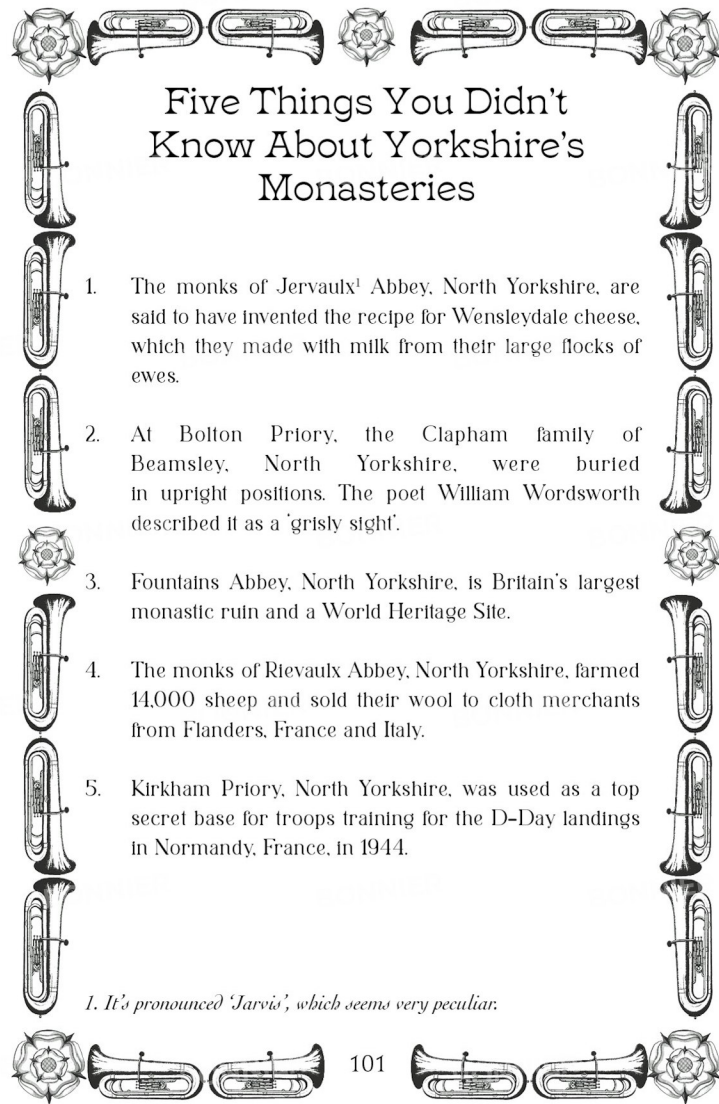 Five Things You Didn't
Know About Yorkshire's
Monasteries
1. The monks of Jervaulx¹ Abbey, North Yorkshire, are
said to have invented the recipe for Wensleydale cheese,
which they made with milk from their large flocks of
ewes.
2. At Bolton Priory, the Clapham family of
Beamsley, North Yorkshire, were buried
in upright positions. The poet William Wordsworth
described it as a 'grisly sight'.
3. Fountains Abbey, North Yorkshire, is Britain's largest
monastic ruin and a World Heritage Site.
4. The monks of Rievaulx Abbey, North Yorkshire, farmed
14,000 sheep and sold their wool to cloth merchants
from Flanders, France and Italy.
5. Kirkham Priory, North Yorkshire, was used as a top
secret base for troops training for the D-Day landings
in Normandy, France, in 1944.
1. It's pronounced 'Jarvis', which seems very peculiar.
101